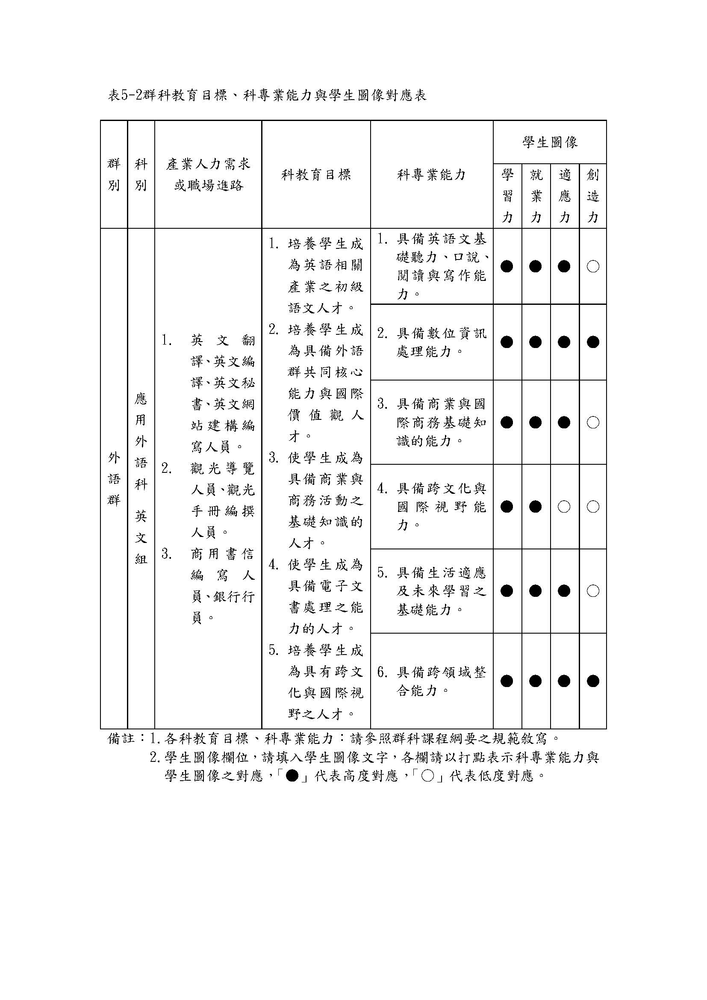 表5-2群科教育目標、科專業能力與學生圖像對應表
群別
科別
產業人力需求
或職場進路
科教育目標
科專業能力
學生圖像
學習力
就業力
適應力
創造力
外語群
應用外語科 英文組
1. 英文翻
譯、英文編
譯、英文秘
書、英文網
站建構編
寫人員。
2. 觀光導覽
人員、觀光
手冊編撰
人員。
3. 商用書信
編寫人
員、銀行行
員。
1. 培養學生成
為英語相關
產業之初級
語文人才。
2. 培養學生成
為具備外語
群共同核心
能力與國際
價值觀人
才。
3. 使學生成為
具備商業與
商務活動之
基礎知識的
人才。
4. 使學生成為
具備電子文
書處理之能
力的人才。
5. 培養學生成
為具有跨文
化與國際視
野之人才。
1. 具備英語文基
礎聽力、口說、
閱讀與寫作能
力。
● ● ● ○
2. 具備數位資訊
處理能力。
● ● ● ●
3. 具備商業與國
際商務基礎知
識的能力。
● ● ● ○
4. 具備跨文化與
國際視野能
力。
● ● ○ ○
5. 具備生活適應
及未來學習之
基礎能力。
● ● ● ○
6. 具備跨領域整
合能力。
● ● ● ●
備註：1.各科教育目標、科專業能力：請參照群科課程綱要之規範敘寫。
2.學生圖像欄位，請填入學生圖像文字，各欄請以打點表示科專業能力與
學生圖像之對應，「●」代表高度對應，「○」代表低度對應。